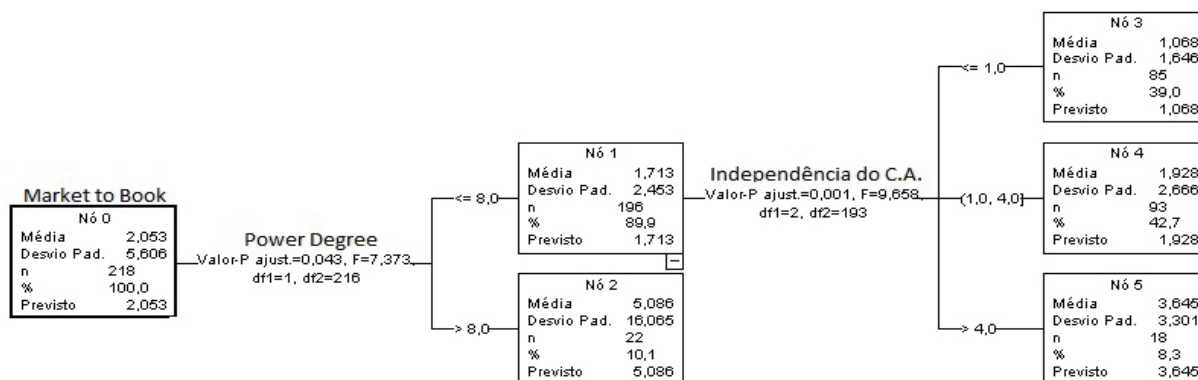 Market to Book
Nó 0
Média 2,053
Desvio Pad. 5,606
n 218
% 100,0
Previsto 2,053
Power Degree
Valor-P ajust.=0,043, F=7,373,
df1=1, df2=216
<= 8,0
Nó 1
Média 1,713
Desvio Pad. 2,453
n 196
% 89,9
Previsto 1,713
> 8,0
Nó 2
Média 5,086
Desvio Pad. 16,065
n 22
% 10,1
Previsto 5,086
Independência do C.A.
Valor-P ajust.=0,001, F=9,658,
df1=2, df2=193
<= 1,0
Nó 3
Média 1,068
Desvio Pad. 1,646
n 85
% 39,0
Previsto 1,068
(1,0, 4,0]
Nó 4
Média 1,928
Desvio Pad. 2,666
n 93
% 42,7
Previsto 1,928
> 4,0
Nó 5
Média 3,645
Desvio Pad. 3,301
n 18
% 8,3
Previsto 3,645